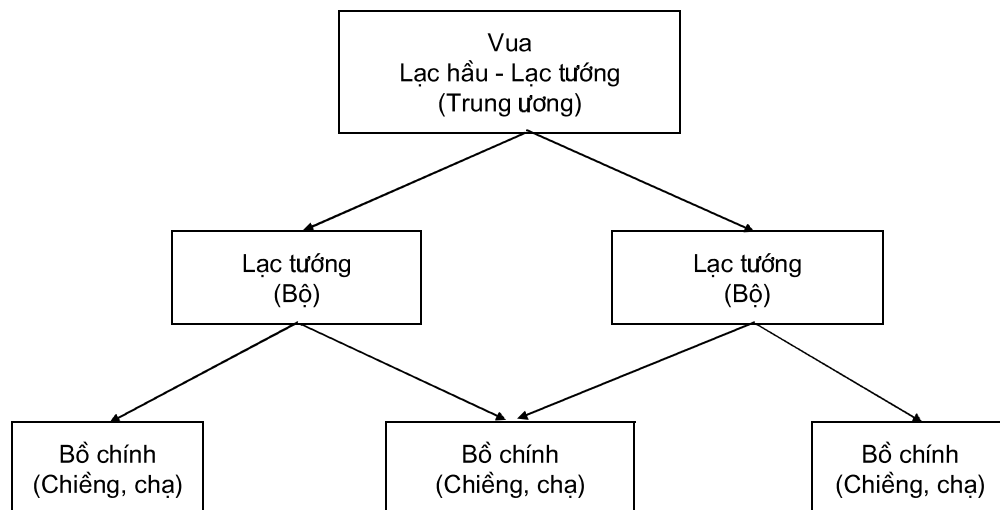 Vua
Lạc hầu - Lạc tướng
(Trung ương)
Lạc tướng
(Bộ)
Lạc tướng
(Bộ)
Bồ chính
(Chiềng, chạ)
Bồ chính
(Chiềng, chạ)
Bồ chính
(Chiềng, chạ)